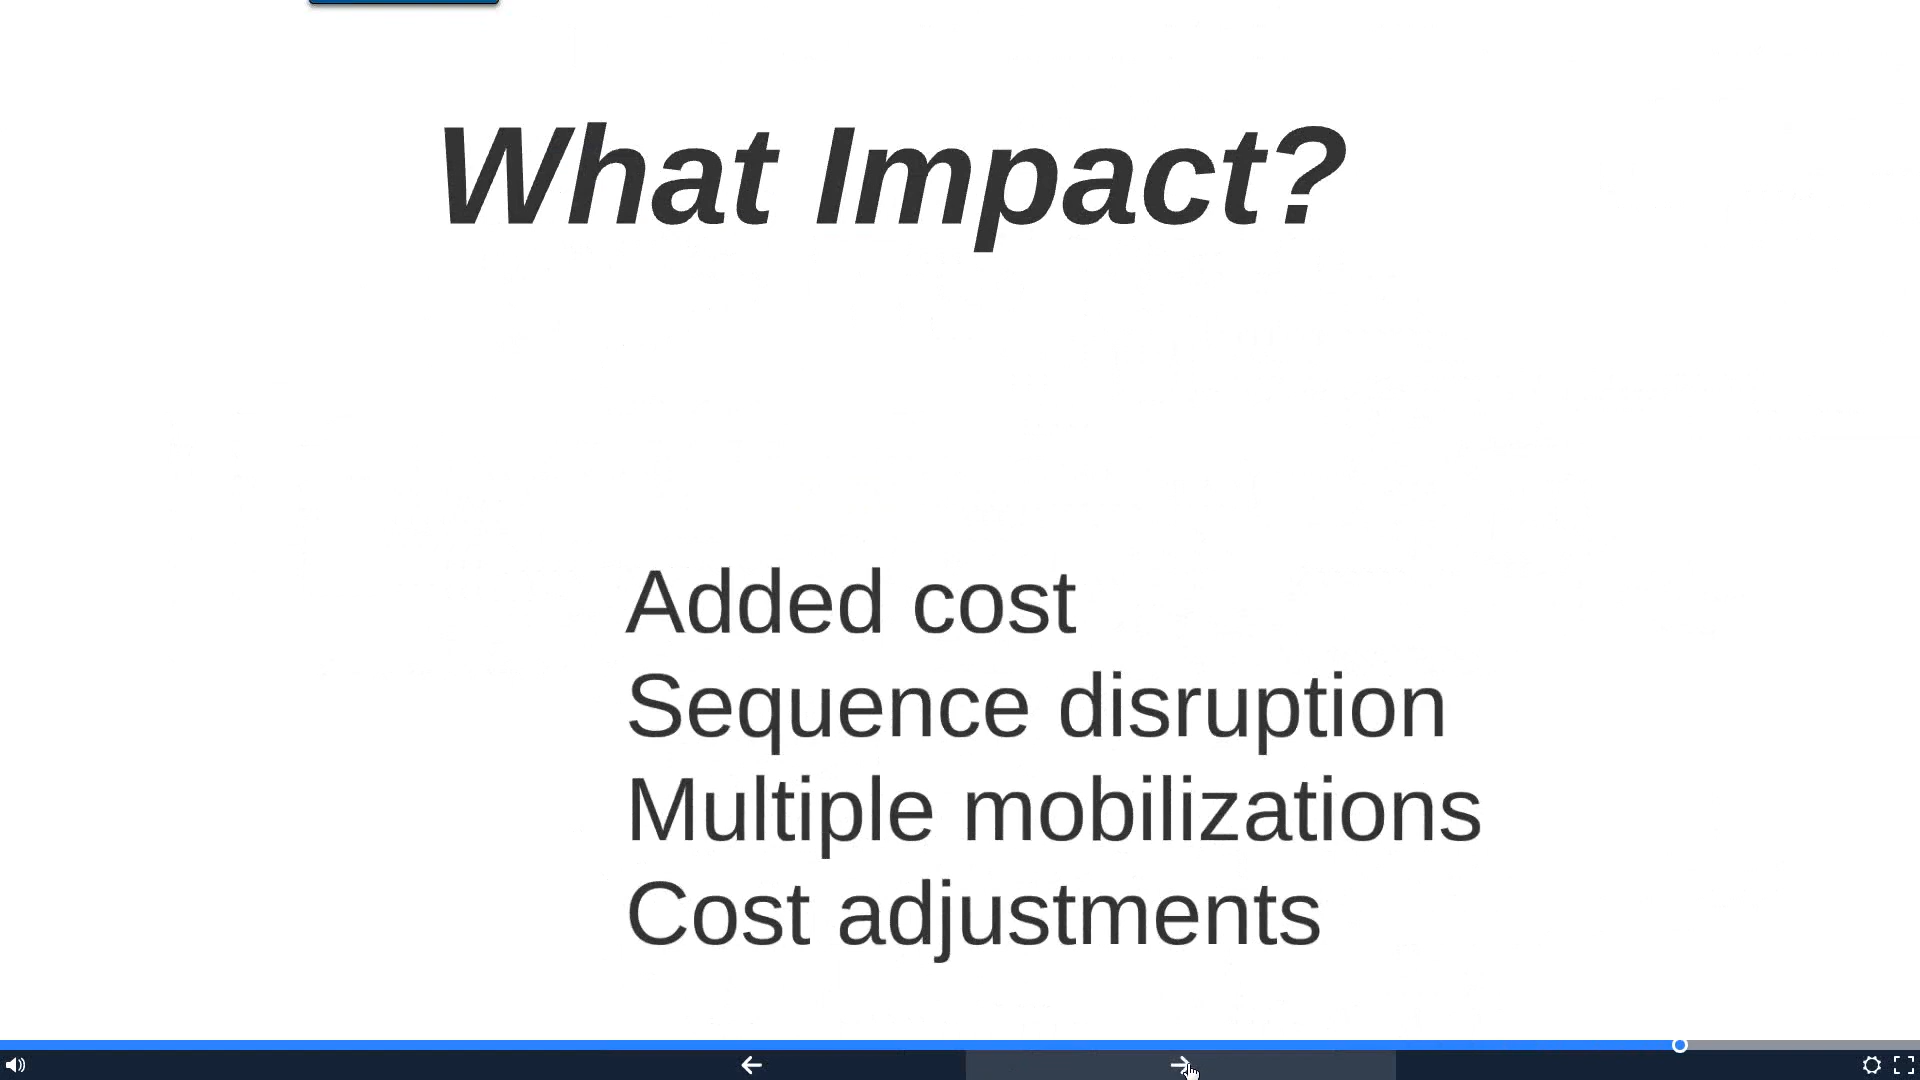 What Impact?
Added cost
Sequence disruption
Multiple mobilizations
Cost adjustments